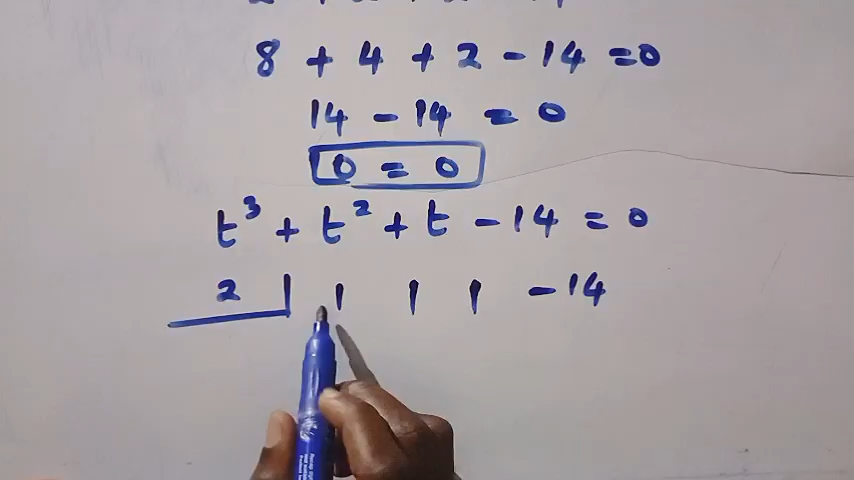 8 + 4 + 2 - 14 = 0
14 - 14 = 0
0 = 0
t³ + t² + t - 14 = 0
2 | 1 1 1 - 14